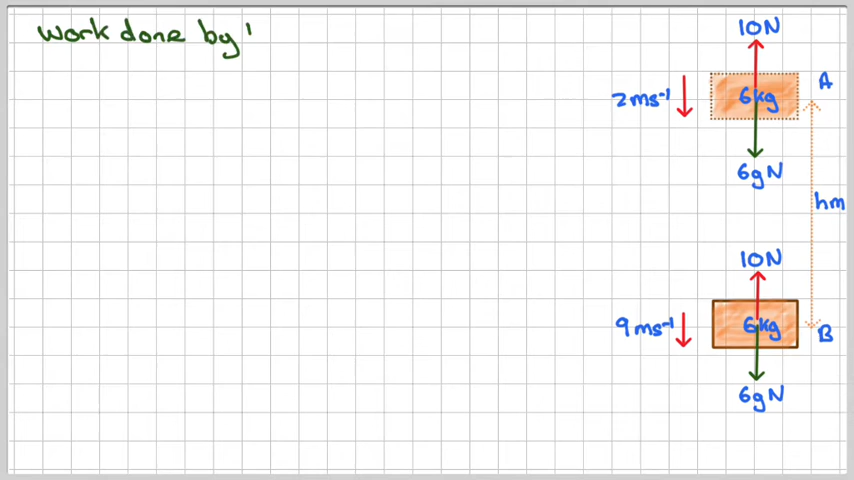 Work done by '
10N
A
2ms⁻¹
6kg
6gN
hm
10N
9ms⁻¹
6kg
B
6gN